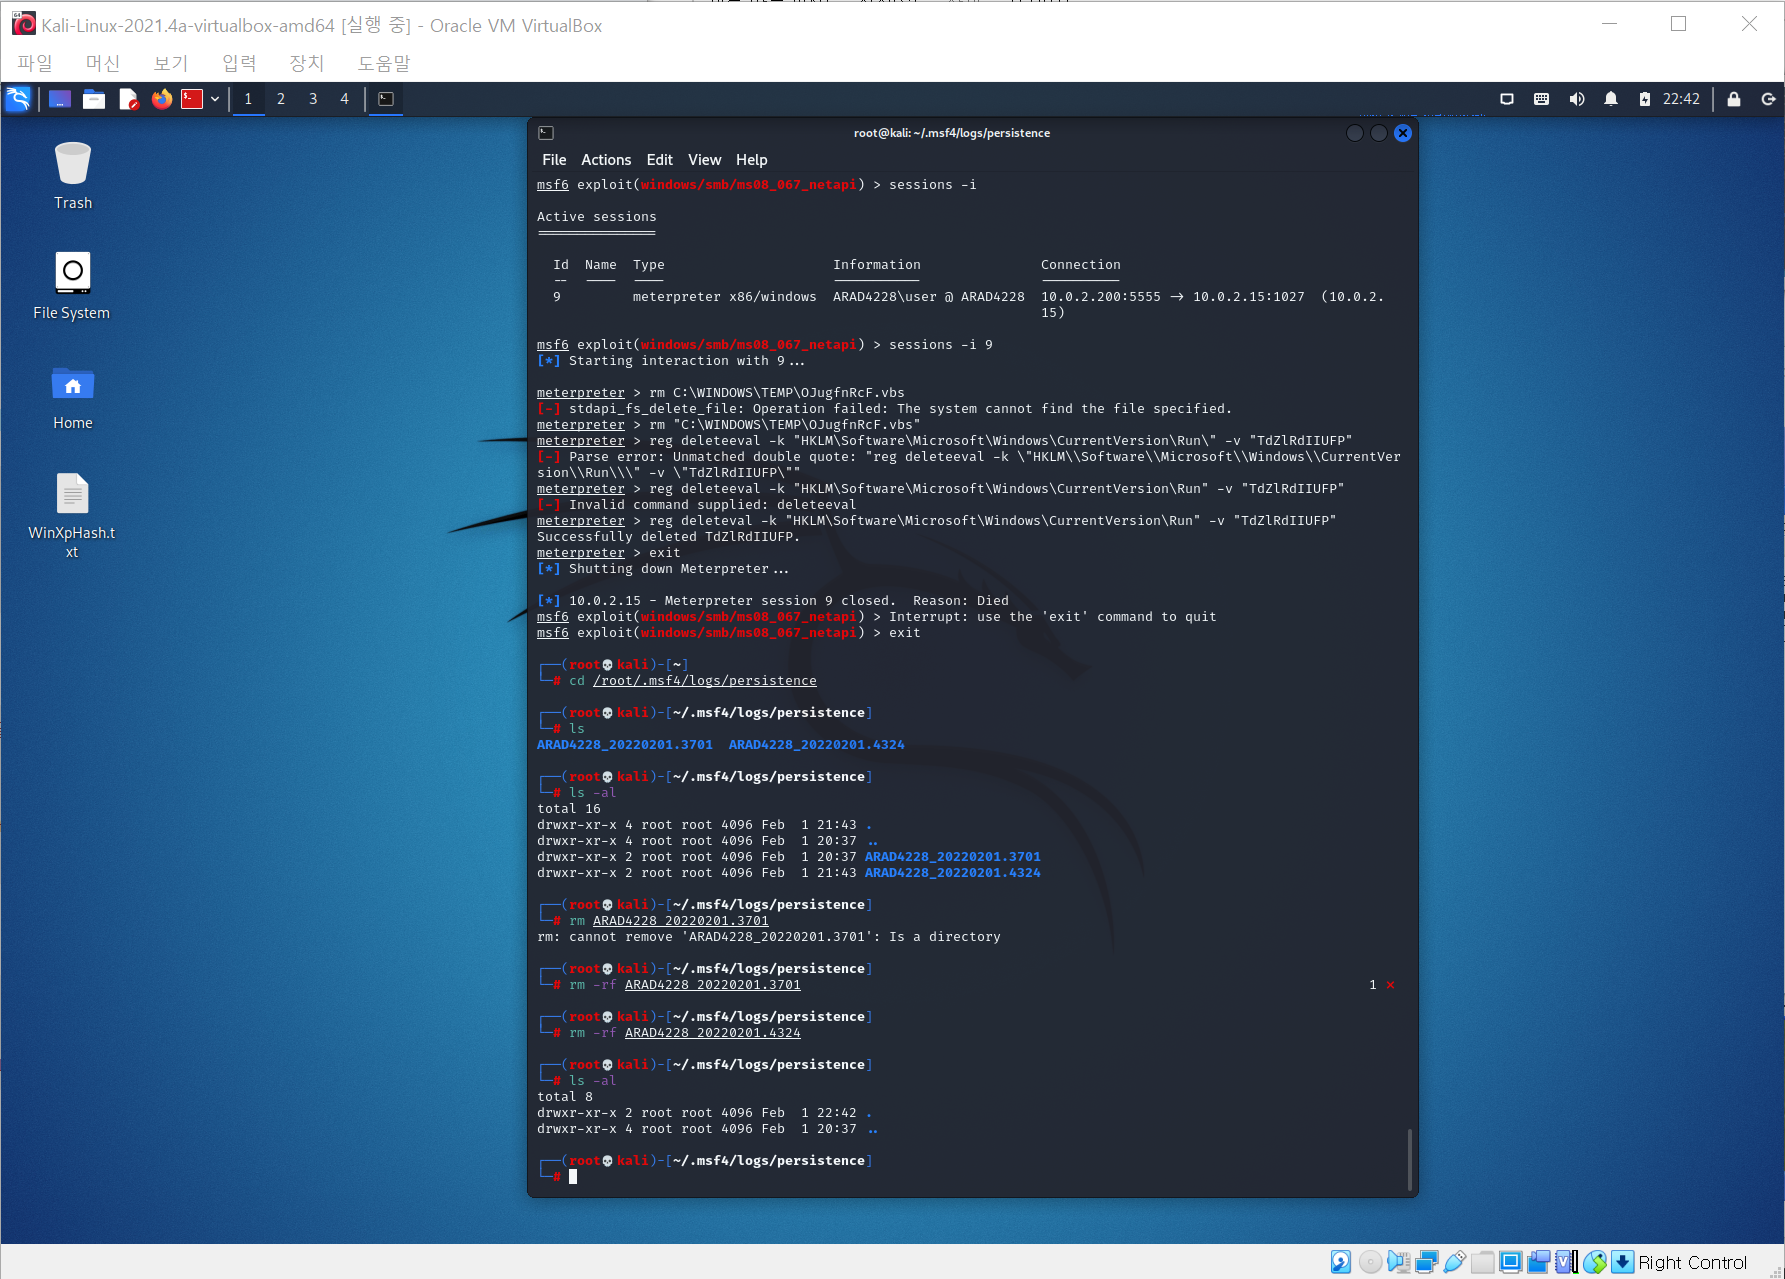 Kali-Linux-2021.4a-virtualbox-amd64 [실행 중] - Oracle VM VirtualBox
파일 머신 보기 입력 장치 도움말
1 2 3 4 22:42
Trash
File System
Home
WinXpHash.t
xt
root@kali: ~/.msf4/logs/persistence
File Actions Edit View Help
msf6 exploit(windows/smb/ms08_067_netapi) > sessions -i
Active sessions
===============
Id Name Type Information Connection
-- ---- ---- ----------- ----------
9 meterpreter x86/windows ARAD4228\user @ ARAD4228 10.0.2.200:5555 -> 10.0.2.15:1027 (10.0.2.
15)
msf6 exploit(windows/smb/ms08_067_netapi) > sessions -i 9
[*] Starting interaction with 9...
meterpreter > rm C:\WINDOWS\TEMP\OJugfnRcF.vbs
[-] stdapi_fs_delete_file: Operation failed: The system cannot find the file specified.
meterpreter > rm "C:\WINDOWS\TEMP\OJugfnRcF.vbs"
meterpreter > reg deleteeval -k "HKLM\Software\Microsoft\Windows\CurrentVersion\Run\" -v "TdZlRdIIUFP"
[-] Parse error: Unmatched double quote: "reg deleteeval -k \"HKLM\\Software\\Microsoft\\Windows\\CurrentVer
sion\\Run\\\" -v \"TdZlRdIIUFP\""
meterpreter > reg deleteeval -k "HKLM\Software\Microsoft\Windows\CurrentVersion\Run" -v "TdZlRdIIUFP"
[-] Invalid command supplied: deleteeval
meterpreter > reg deleteval -k "HKLM\Software\Microsoft\Windows\CurrentVersion\Run" -v "TdZlRdIIUFP"
Successfully deleted TdZlRdIIUFP.
meterpreter > exit
[*] Shutting down Meterpreter...
[*] 10.0.2.15 - Meterpreter session 9 closed. Reason: Died
msf6 exploit(windows/smb/ms08_067_netapi) > Interrupt: use the 'exit' command to quit
msf6 exploit(windows/smb/ms08_067_netapi) > exit
┌──(root💀kali)-[~]
└─# cd /root/.msf4/logs/persistence
┌──(root💀kali)-[~/.msf4/logs/persistence]
└─# ls
ARAD4228_20220201.3701 ARAD4228_20220201.4324
┌──(root💀kali)-[~/.msf4/logs/persistence]
└─# ls -al
total 16
drwxr-xr-x 4 root root 4096 Feb 1 21:43 .
drwxr-xr-x 4 root root 4096 Feb 1 20:37 ..
drwxr-xr-x 2 root root 4096 Feb 1 20:37 ARAD4228_20220201.3701
drwxr-xr-x 2 root root 4096 Feb 1 21:43 ARAD4228_20220201.4324
┌──(root💀kali)-[~/.msf4/logs/persistence]
└─# rm ARAD4228_20220201.3701
rm: cannot remove 'ARAD4228_20220201.3701': Is a directory
┌──(root💀kali)-[~/.msf4/logs/persistence]
└─# rm -rf ARAD4228_20220201.3701 1 ×
┌──(root💀kali)-[~/.msf4/logs/persistence]
└─# rm -rf ARAD4228_20220201.4324
┌──(root💀kali)-[~/.msf4/logs/persistence]
└─# ls -al
total 8
drwxr-xr-x 2 root root 4096 Feb 1 22:42 .
drwxr-xr-x 4 root root 4096 Feb 1 20:37 ..
┌──(root💀kali)-[~/.msf4/logs/persistence]
└─#
Right Control